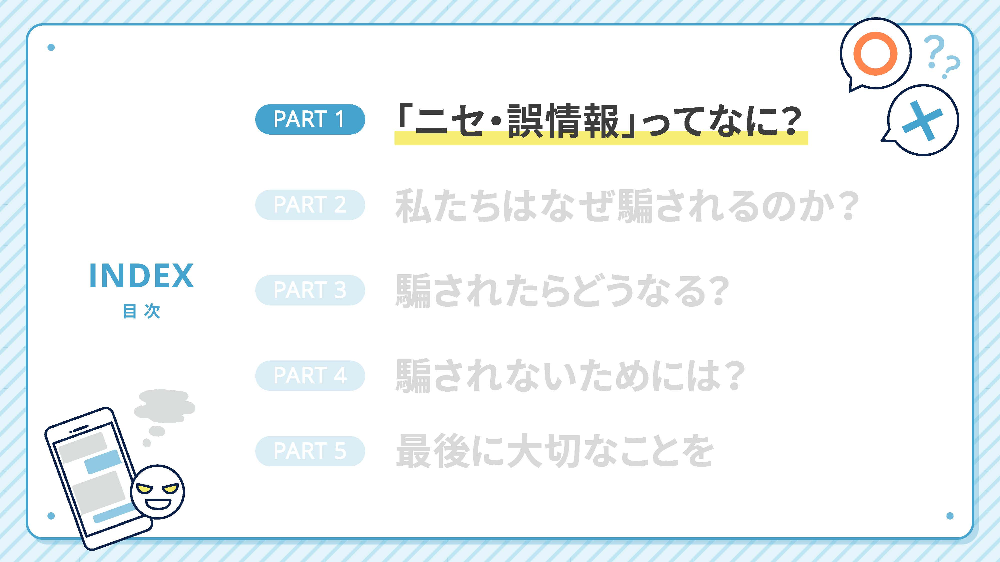 PART 1 「ニセ・誤情報」ってなに？
PART 2 私たちはなぜ騙されるのか？
INDEX
目次
PART 3 騙されたらどうなる？
PART 4 騙されないためには？
PART 5 最後に大切なことを
??